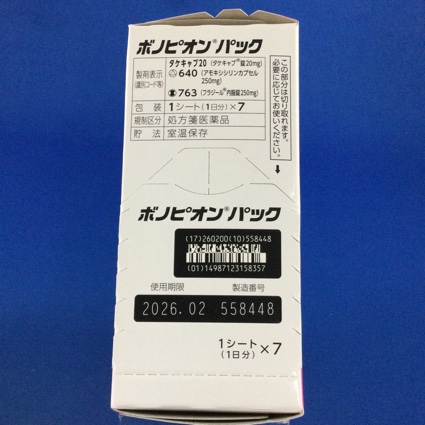 ボノピオン®パック
製剤表示
(識別コード等)
タケキャブ20 (タケキャブ®錠20mg)
640 (アモキシシリンカプセル
250mg)
763 (フラジール®内服錠250mg)
包装 1シート(1日分)×7
規制区分 処方箋医薬品
貯法 室温保存
この部分は切り取れます。
必要に応じてお使いください。
ボノピオン®パック
(17)260200(10)558448
(01)14987123158357
使用期限 製造番号
2026.02 558448
1シート
(1日分) ×7